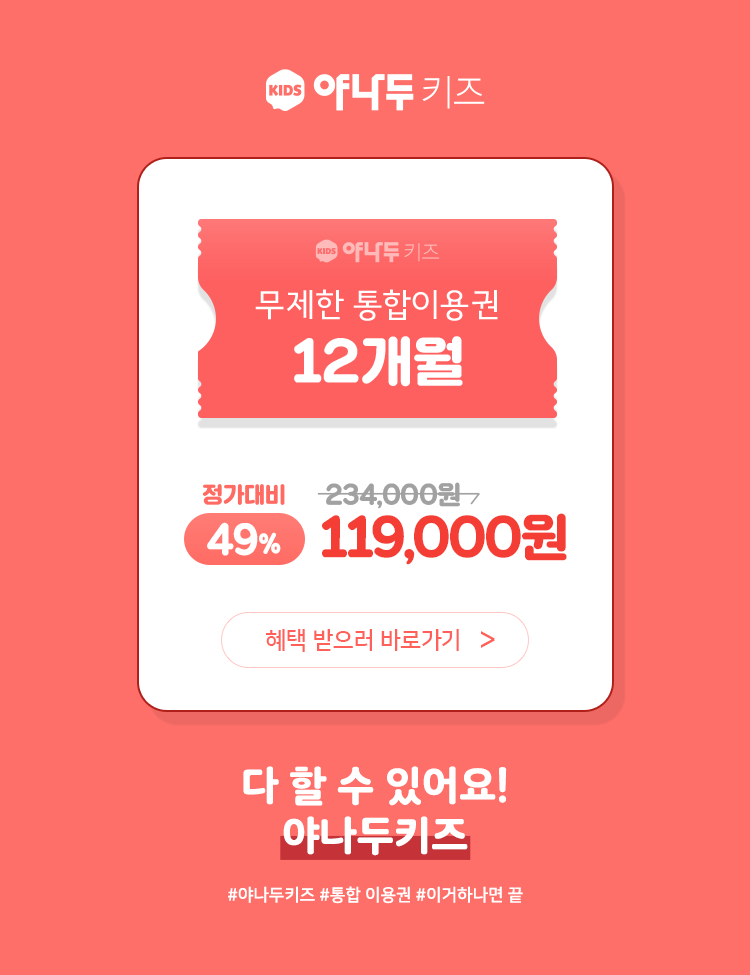 KIDS 야나두 키즈
KIDS 야나두 키즈
무제한 통합이용권
12개월
정가대비 234,000원
49% 119,000원
혜택 받으러 바로가기 >
다 할 수 있어요!
야나두키즈
#야나두키즈 #통합 이용권 #이거하나면 끝